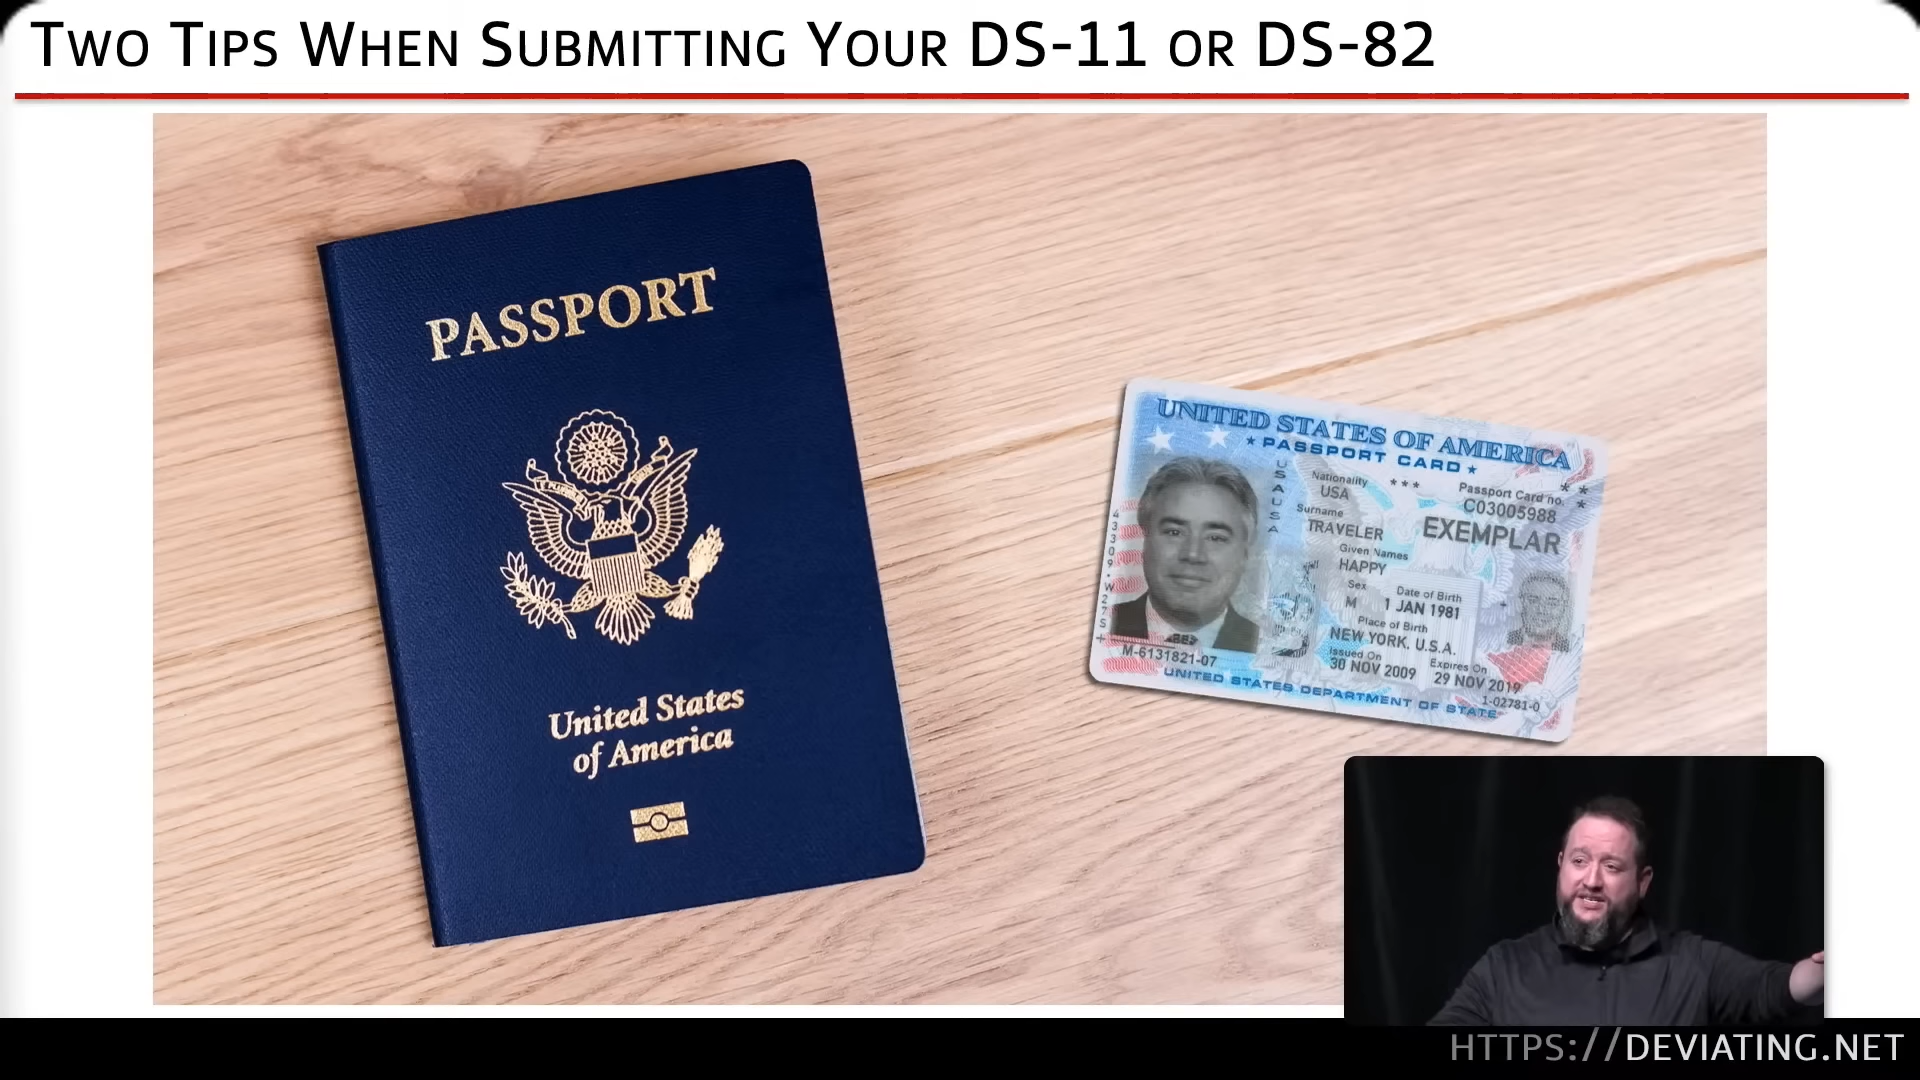 TWO TIPS WHEN SUBMITTING YOUR DS-11 OR DS-82
PASSPORT
United States
of America
UNITED STATES OF AMERICA
★ PASSPORT CARD ★
USAUSA
Nationality
USA
***
Passport Card no.
C03005988
Surname
TRAVELER
EXEMPLAR
Given Names
HAPPY
Sex
M
Date of Birth
1 JAN 1981
Place of Birth
NEW YORK, U.S.A.
Issued On
30 NOV 2009
Expires On
29 NOV 2019
M-6131821-07
1-02781-0
UNITED STATES DEPARTMENT OF STATE
HTTPS://DEVIATING.NET